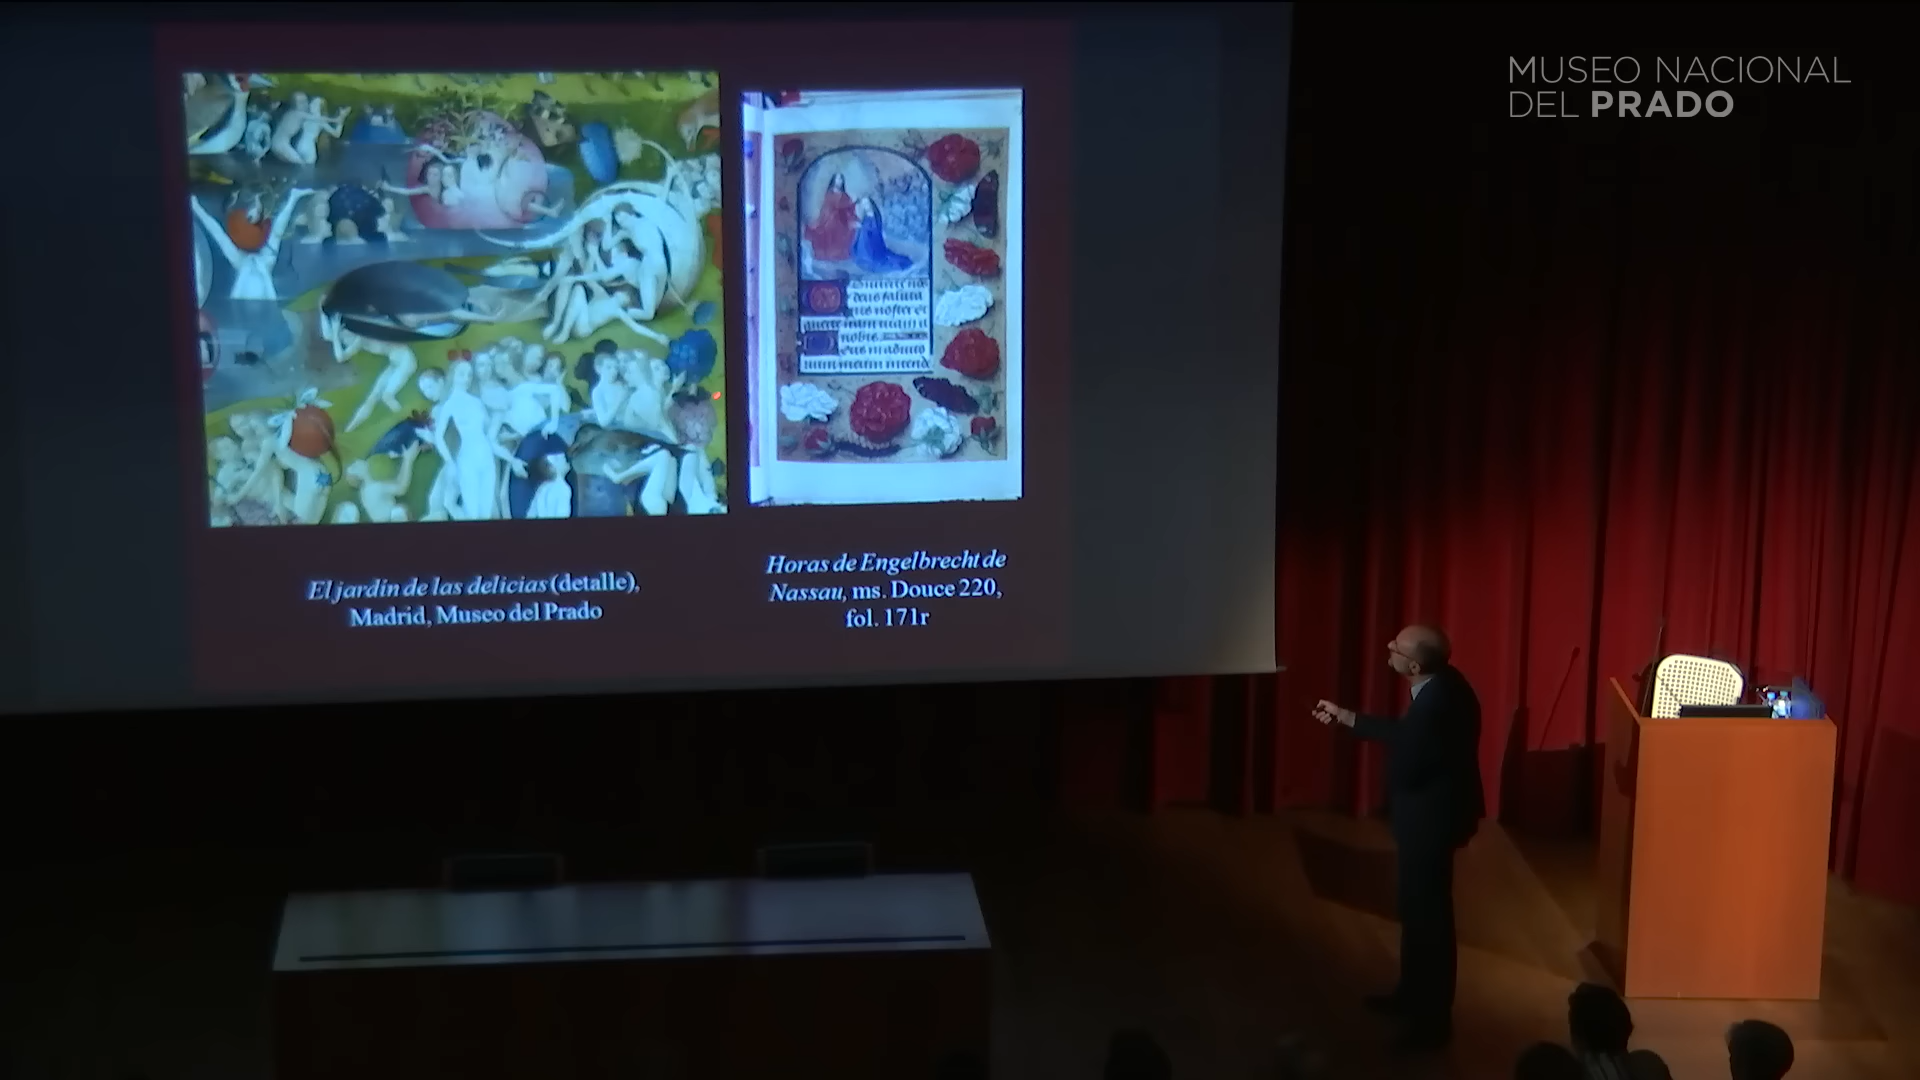 MUSEO NACIONAL
DEL PRADO
El jardín de las delicias (detalle),
Madrid, Museo del Prado
Horas de Engelbrecht de
Nassau, ms. Douce 220,
fol. 171r